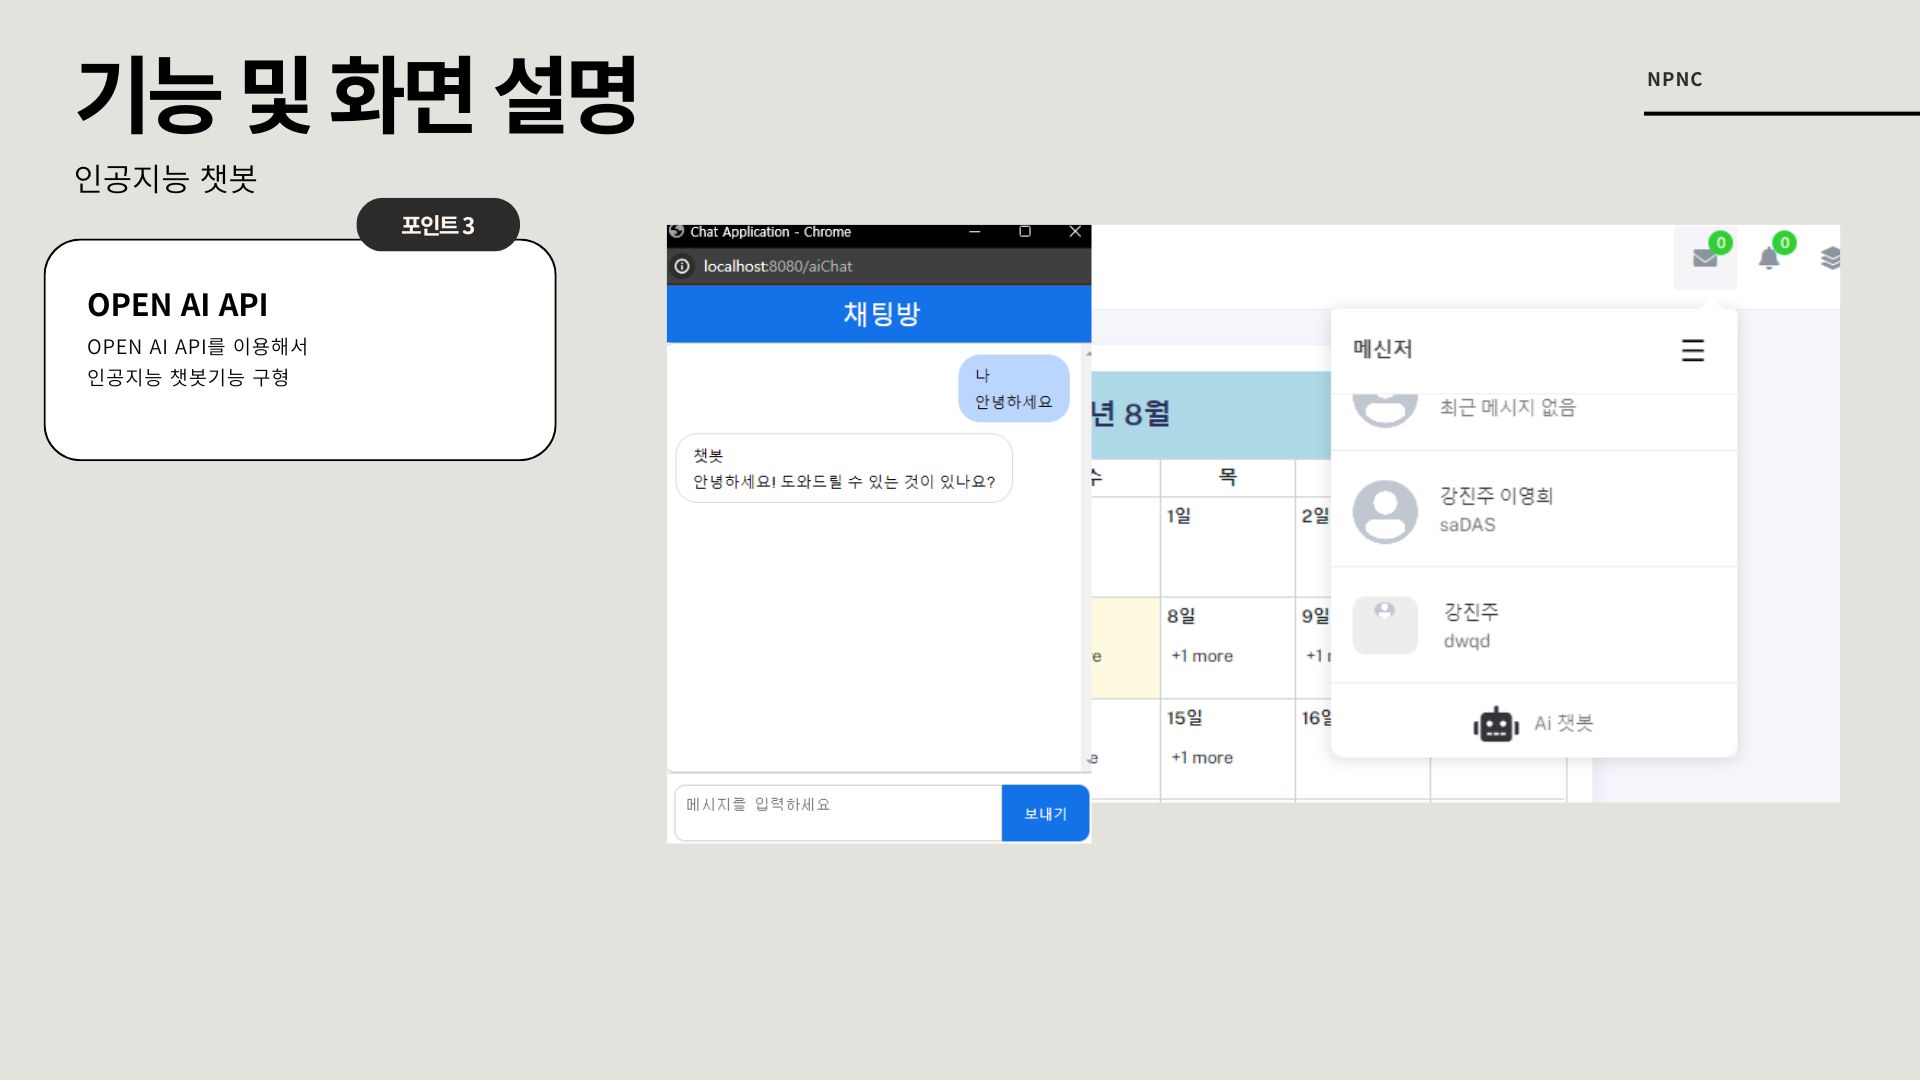 기능 및 화면 설명
NPNC
인공지능 챗봇
포인트 3
OPEN AI API
OPEN AI API를 이용해서
인공지능 챗봇기능 구형
Chat Application - Chrome
localhost:8080/aiChat
채팅방
나
안녕하세요
챗봇
안녕하세요! 도와드릴 수 있는 것이 있나요?
메시지를 입력하세요
보내기
0
0
년 8월
수
목
1일
2일
8일
9일
+1 more
15일
16일
+1 more
메신저
최근 메시지 없음
강진주 이영희
saDAS
강진주
dwqd
Ai 챗봇